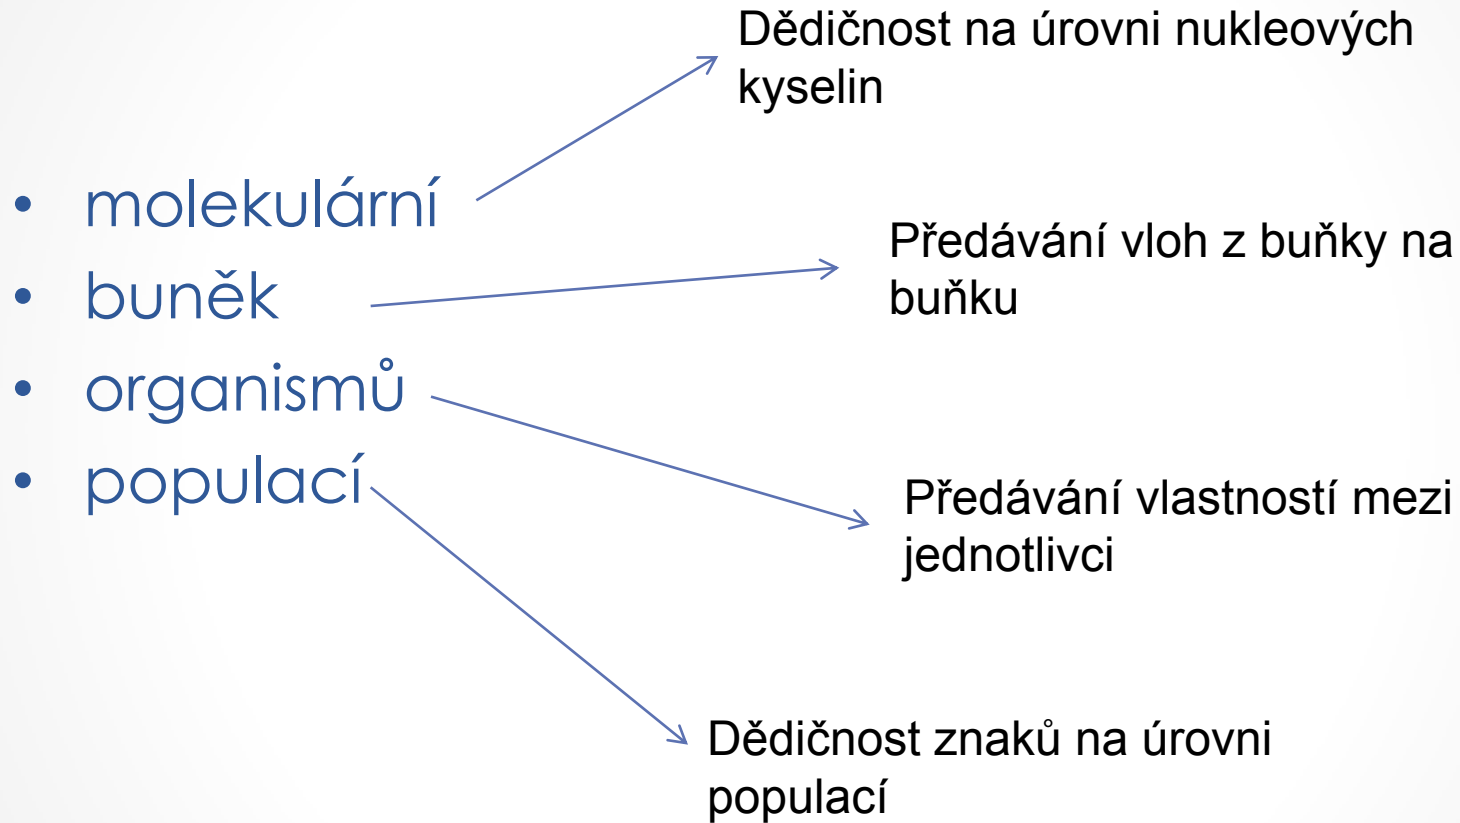 Dědičnost na úrovni nukleových
kyselin
• molekulární
Předávání vloh z buňky na
buňku
• buněk
• organismů
• populací
Předávání vlastností mezi
jednotlivci
Dědičnost znaků na úrovni
populací